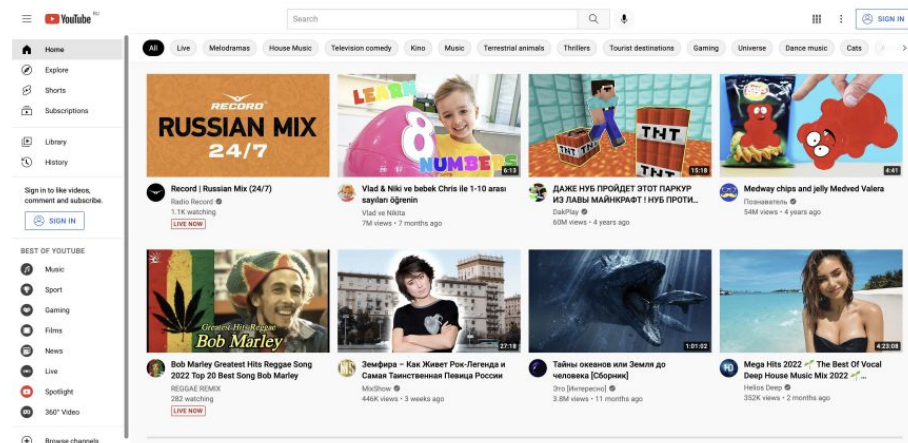 YouTube RU
Search
SIGN IN
Home
Explore
Shorts
Subscriptions
Library
History
Sign in to like videos,
comment and subscribe.
SIGN IN
BEST OF YOUTUBE
Music
Sport
Gaming
Films
News
Live
Spotlight
360° Video
Browse channels
All Live Melodramas House Music Television comedy Kino Music Terrestrial animals Thrillers Tourist destinations Gaming Universe Dance music Cats
RECORD
RUSSIAN MIX
24/7
Record | Russian Mix (24/7)
Radio Record
1.1K watching
LIVE NOW
LEARN
8
NUMBERS
6:13
Vlad & Niki ve bebek Chris ile 1-10 arası
sayıları öğrenin
Vlad ve Nikita
7M views • 7 months ago
TNT
TNT
TNT
15:18
ДАЖЕ НУБ ПРОЙДЕТ ЭТОТ ПАРКУР
ИЗ ЛАВЫ МАЙНКРАФТ ! НУБ ПРОТИ...
DakPlay
60M views • 4 years ago
4:41
Medway chips and jelly Medved Valera
Познаватель
54M views • 4 years ago
Greatest Hits Reggae
Bob Marley
Bob Marley Greatest Hits Reggae Song
2022 Top 20 Best Song Bob Marley
REGGAE REMIX
282 watching
LIVE NOW
27:18
Земфира – Как Живет Рок-Легенда и
Самая Таинственная Певица России
MixShow
446K views • 3 weeks ago
1:01:02
Тайны океанов или Земля до
человека [Сборник]
Это [Интересно]
3.8M views • 11 months ago
4:23:08
Mega Hits 2022 🌱 The Best Of Vocal
Deep House Music Mix 2022 🌱...
Helios Deep
352K views • 2 months ago